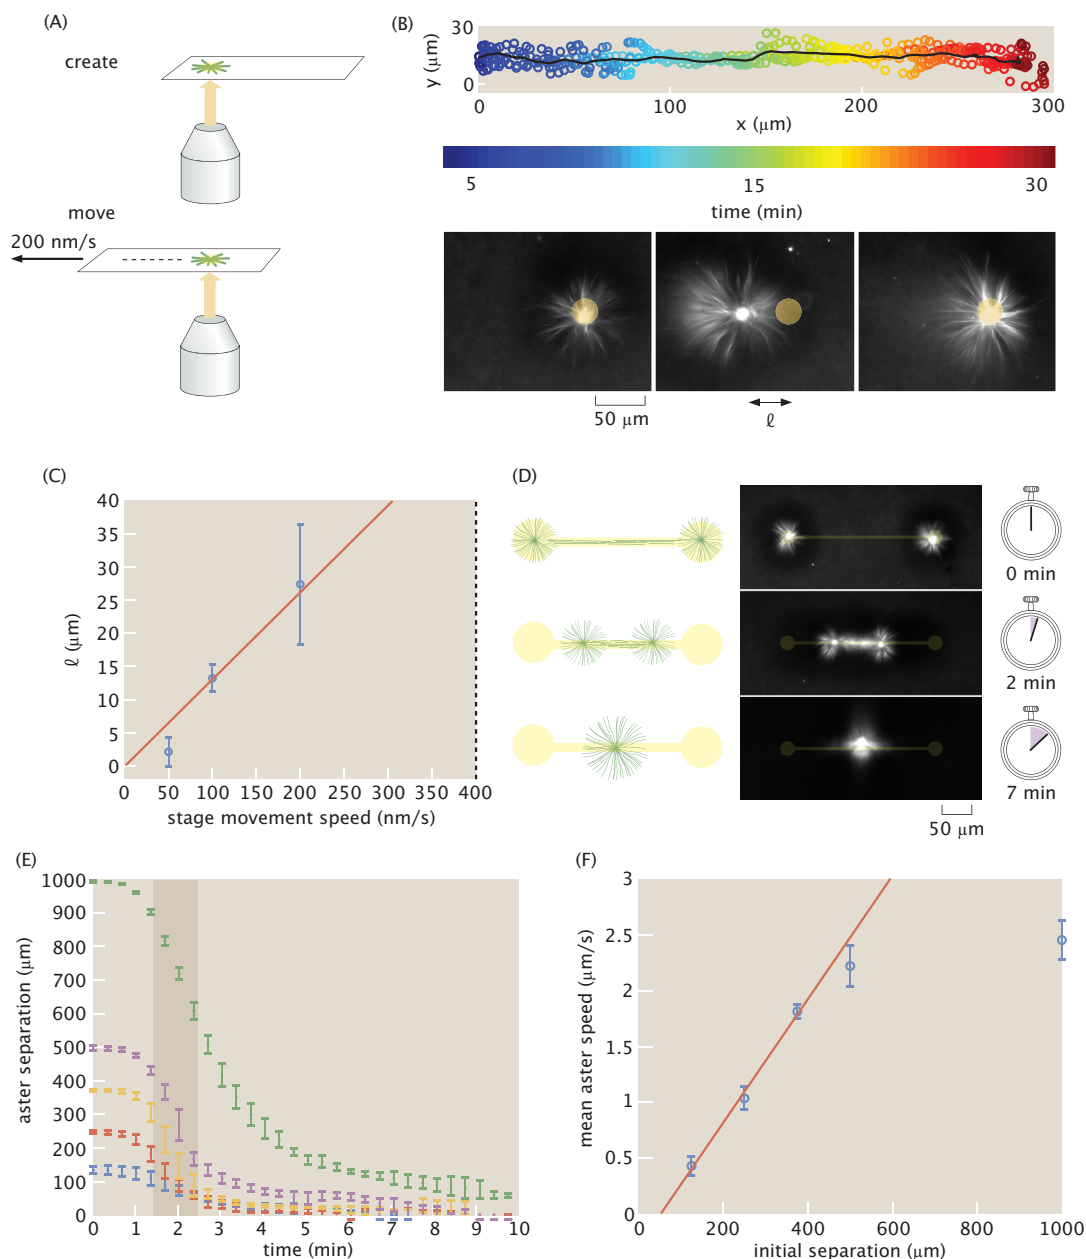 (A)
create
move
200 nm/s
(B)
30
0
y (μm)
0 100 200 300
x (μm)
5 15 30
time (min)
50 μm
ℓ
(C)
40
35
30
25
20
15
10
5
0
ℓ (μm)
0 50 100 150 200 250 300 350 400
stage movement speed (nm/s)
(D)
0 min
2 min
7 min
50 μm
(E)
1000
900
800
700
600
500
400
300
200
100
0
aster separation (μm)
0 1 2 3 4 5 6 7 8 9 10
time (min)
(F)
3
2.5
2
1.5
1
0.5
0
mean aster speed (μm/s)
0 200 400 600 800 1000
initial separation (μm)